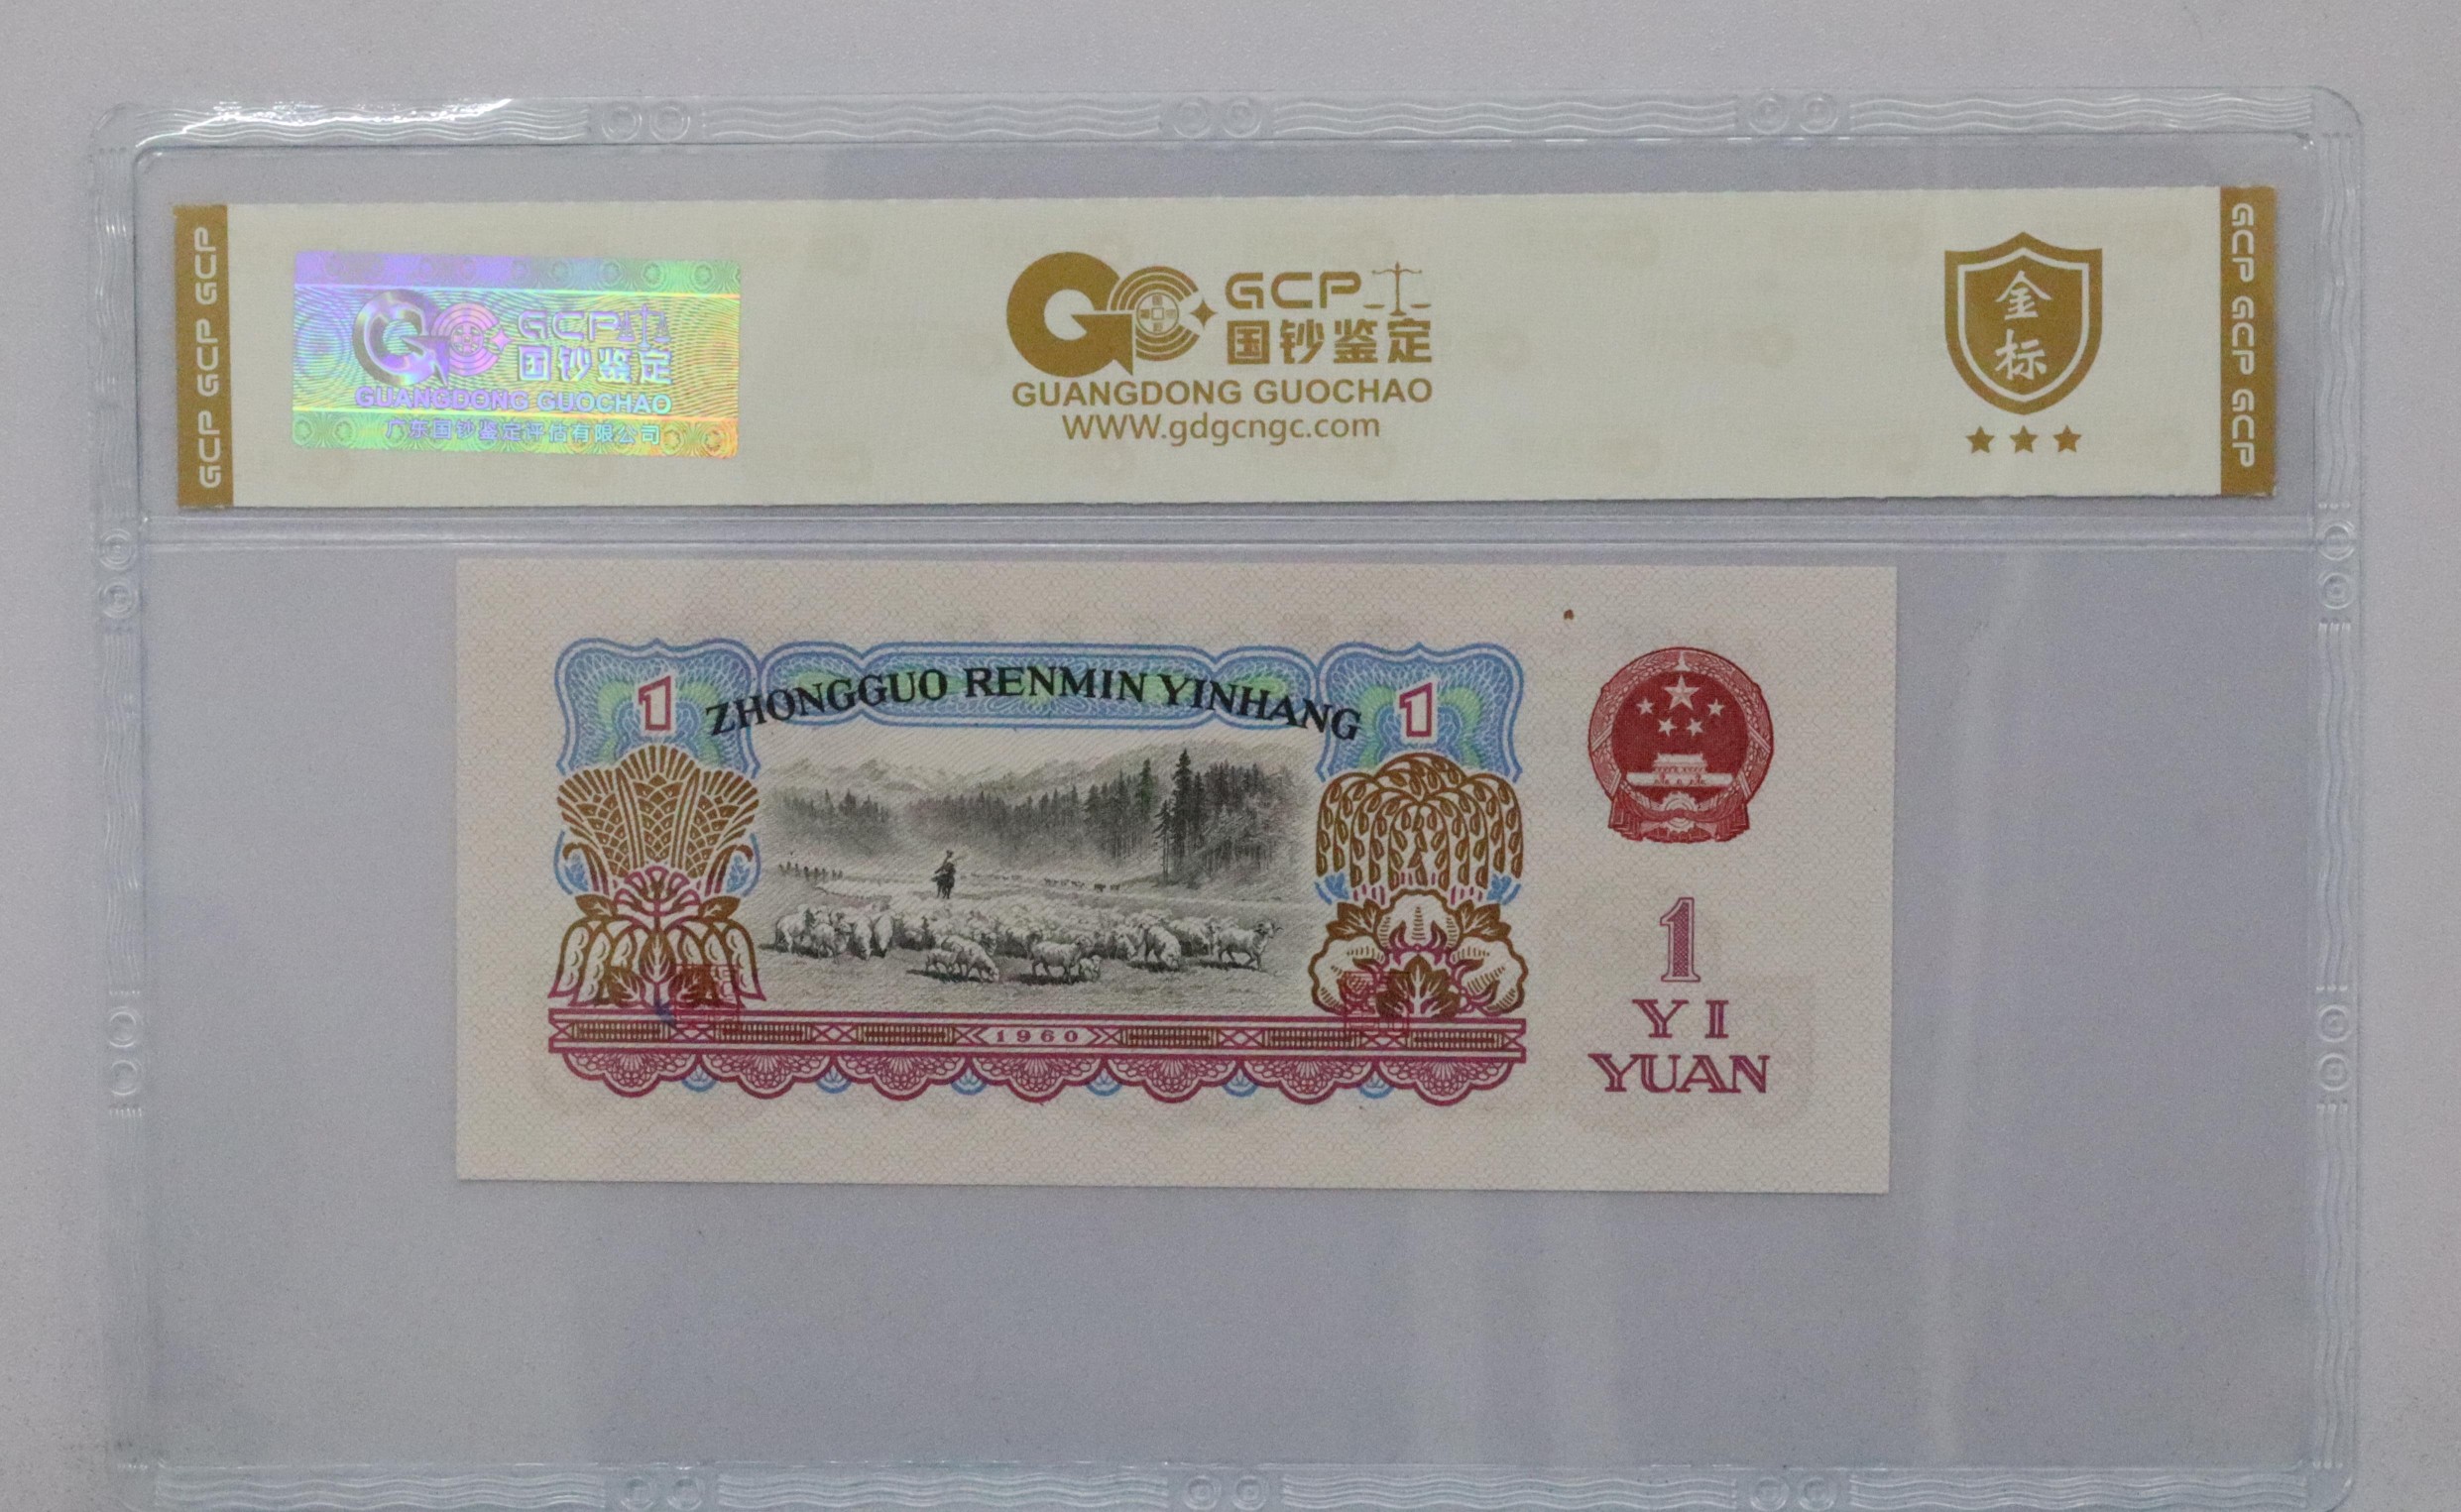 GCP GCP GCP
GCP
国钞鉴定
GUANGDONG GUOCHAO
广东国钞鉴定评估有限公司
GCP
国钞鉴定
GUANGDONG GUOCHAO
WWW.gdgcngc.com
金
标
GCP GCP GCP
1
ZHONGGUO RENMIN YINHANG
1
1960
1
YI
YUAN